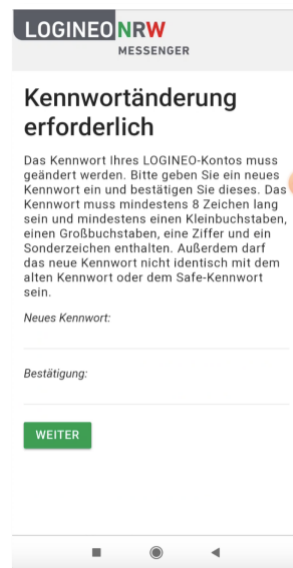 LOGINEO NRW
MESSENGER
Kennwortänderung
erforderlich
Das Kennwort Ihres LOGINEO-Kontos muss
geändert werden. Bitte geben Sie ein neues
Kennwort ein und bestätigen Sie dieses. Das
Kennwort muss mindestens 8 Zeichen lang
sein und mindestens einen Kleinbuchstaben,
einen Großbuchstaben, eine Ziffer und ein
Sonderzeichen enthalten. Außerdem darf
das neue Kennwort nicht identisch mit dem
alten Kennwort oder dem Safe-Kennwort
sein.
Neues Kennwort:
Bestätigung:
WEITER